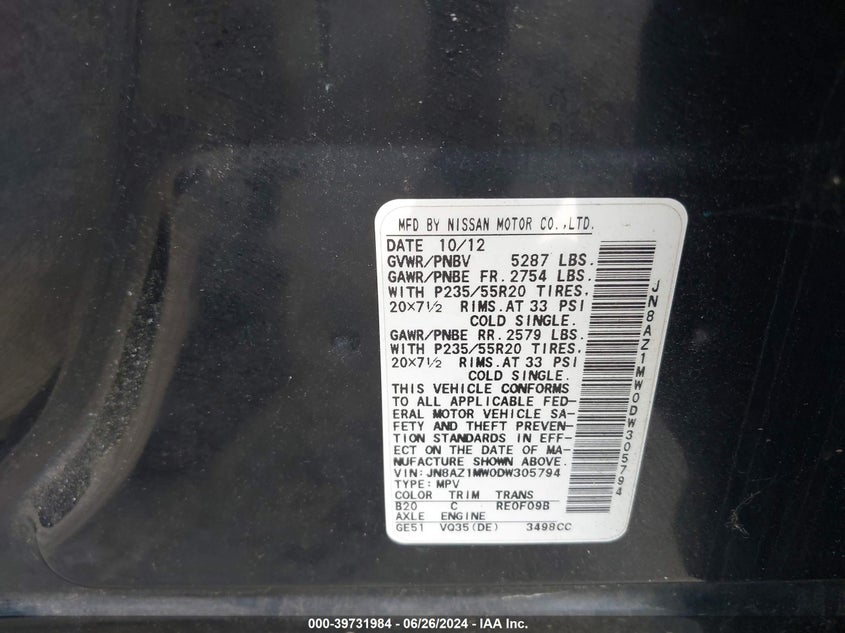 MFD BY NISSAN MOTOR CO.,LTD.
DATE 10/12
GVWR/PNBV 5287 LBS.
GAWR/PNBE FR. 2754 LBS.
WITH P235/55R20 TIRES.
20×7½ RIMS.AT 33 PSI
COLD SINGLE.
GAWR/PNBE RR. 2579 LBS.
WITH P235/55R20 TIRES.
20×7½ RIMS.AT 33 PSI
COLD SINGLE.
THIS VEHICLE CONFORMS
TO ALL APPLICABLE FED-
ERAL MOTOR VEHICLE SA-
FETY AND THEFT PREVEN-
TION STANDARDS IN EFF-
ECT ON THE DATE OF MA-
NUFACTURE SHOWN ABOVE.
VIN: JN8AZ1MW0DW305794
TYPE: MPV
COLOR TRIM TRANS
B20 C RE0F09B
AXLE ENGINE
GE51 VQ35(DE) 3498CC
JN8AZ1MW0DW305794
000-39731984 - 06/26/2024 - IAA Inc.